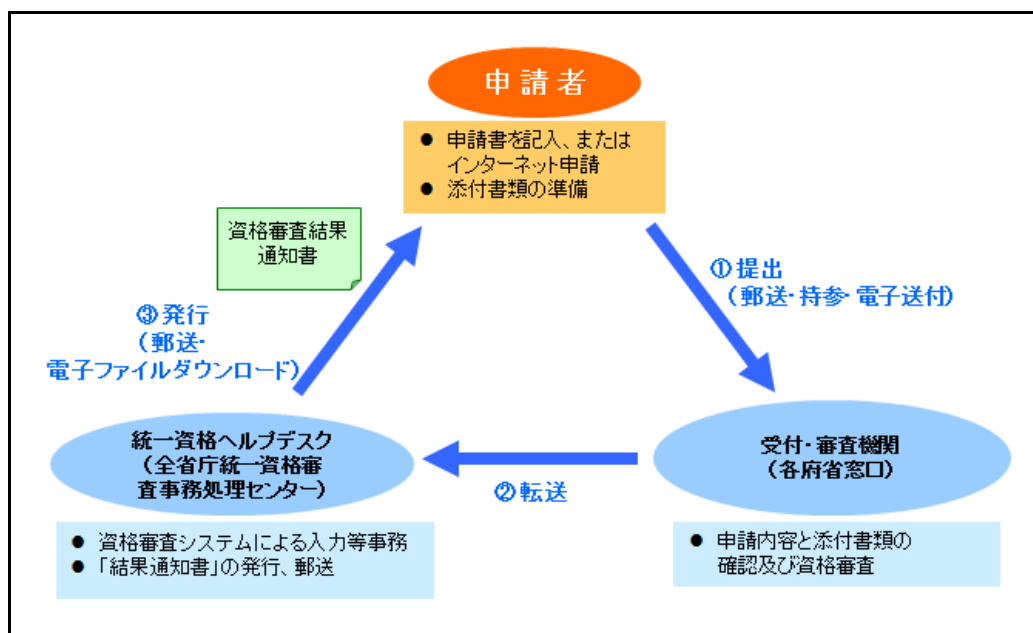 申請者
● 申請書を記入、または
インターネット申請
● 添付書類の準備
資格審査結果
通知書
①提出
(郵送・持参・電子送付)
③発行
(郵送・
電子ファイルダウンロード)
統一資格ヘルプデスク
(全省庁統一資格審
査事務処理センター)
②転送
受付・審査機関
(各府省窓口)
● 資格審査システムによる入力等事務
● 「結果通知書」の発行、郵送
● 申請内容と添付書類の
確認及び資格審査